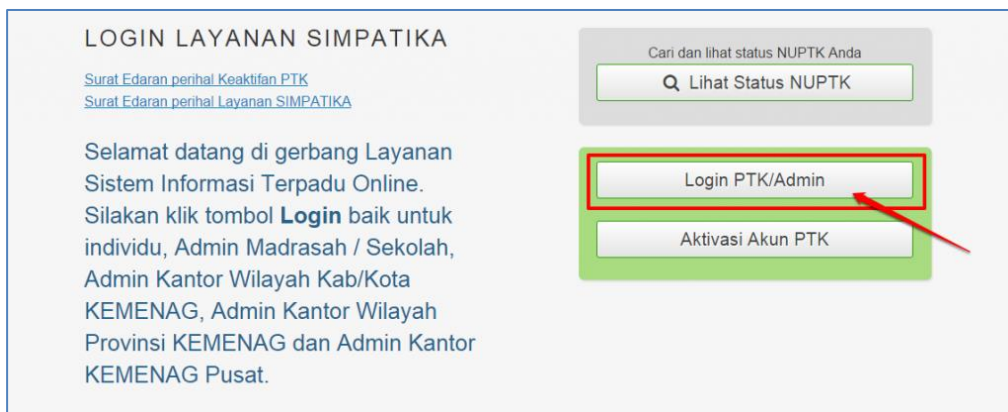 LOGIN LAYANAN SIMPATIKA
Surat Edaran perihal Keaktifan PTK
Surat Edaran perihal Layanan SIMPATIKA
Selamat datang di gerbang Layanan
Sistem Informasi Terpadu Online.
Silakan klik tombol Login baik untuk
individu, Admin Madrasah / Sekolah,
Admin Kantor Wilayah Kab/Kota
KEMENAG, Admin Kantor Wilayah
Provinsi KEMENAG dan Admin Kantor
KEMENAG Pusat.
Cari dan lihat status NUPTK Anda
Lihat Status NUPTK
Login PTK/Admin
Aktivasi Akun PTK